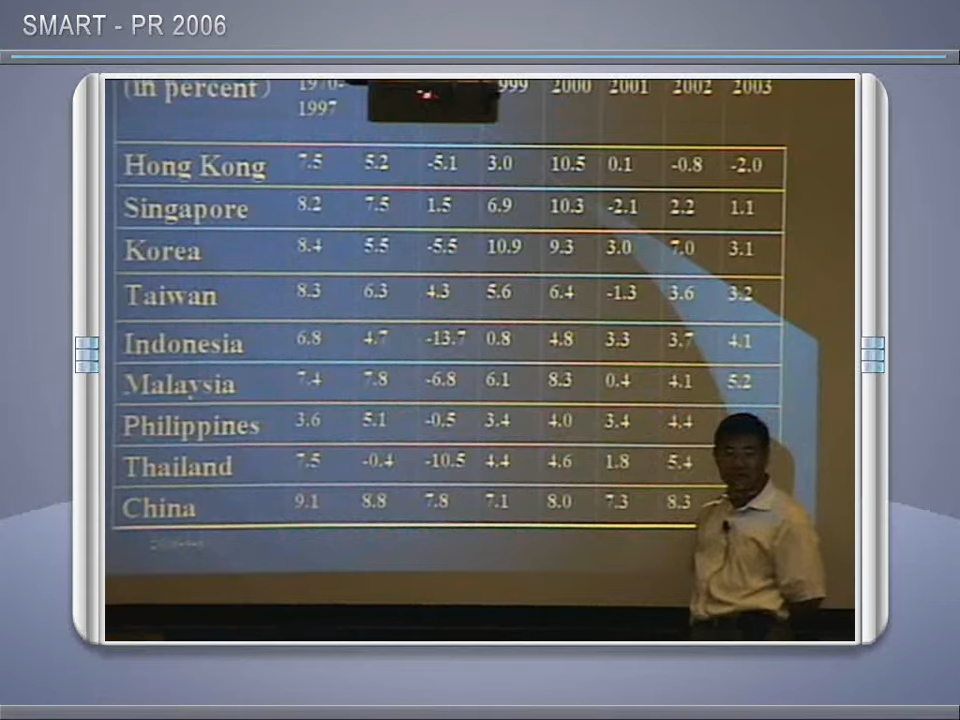 SMART - PR 2006
(in percent) 1970- 999 2000 2001 2002 2003
1997
Hong Kong 7.5 5.2 -5.1 3.0 10.5 0.1 -0.8 -2.0
Singapore 8.2 7.5 1.5 6.9 10.3 -2.1 2.2 1.1
Korea 8.4 5.5 -5.5 10.9 9.3 3.0 7.0 3.1
Taiwan 8.3 6.3 4.3 5.6 6.4 -1.3 3.6 3.2
Indonesia 6.8 4.7 -13.7 0.8 4.8 3.3 3.7 4.1
Malaysia 7.4 7.8 -6.8 6.1 8.3 0.4 4.1 5.2
Philippines 3.6 5.1 -0.5 3.4 4.0 3.4 4.4
Thailand 7.5 -0.4 -10.5 4.4 4.6 1.8 5.4
China 9.1 8.8 7.8 7.1 8.0 7.3 8.3